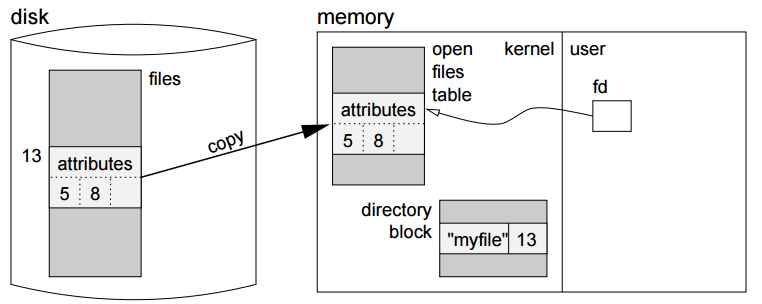 disk
memory
files
13
attributes
5 8
copy
open
files
table
attributes
5 8
kernel
user
fd
directory
block
"myfile" 13